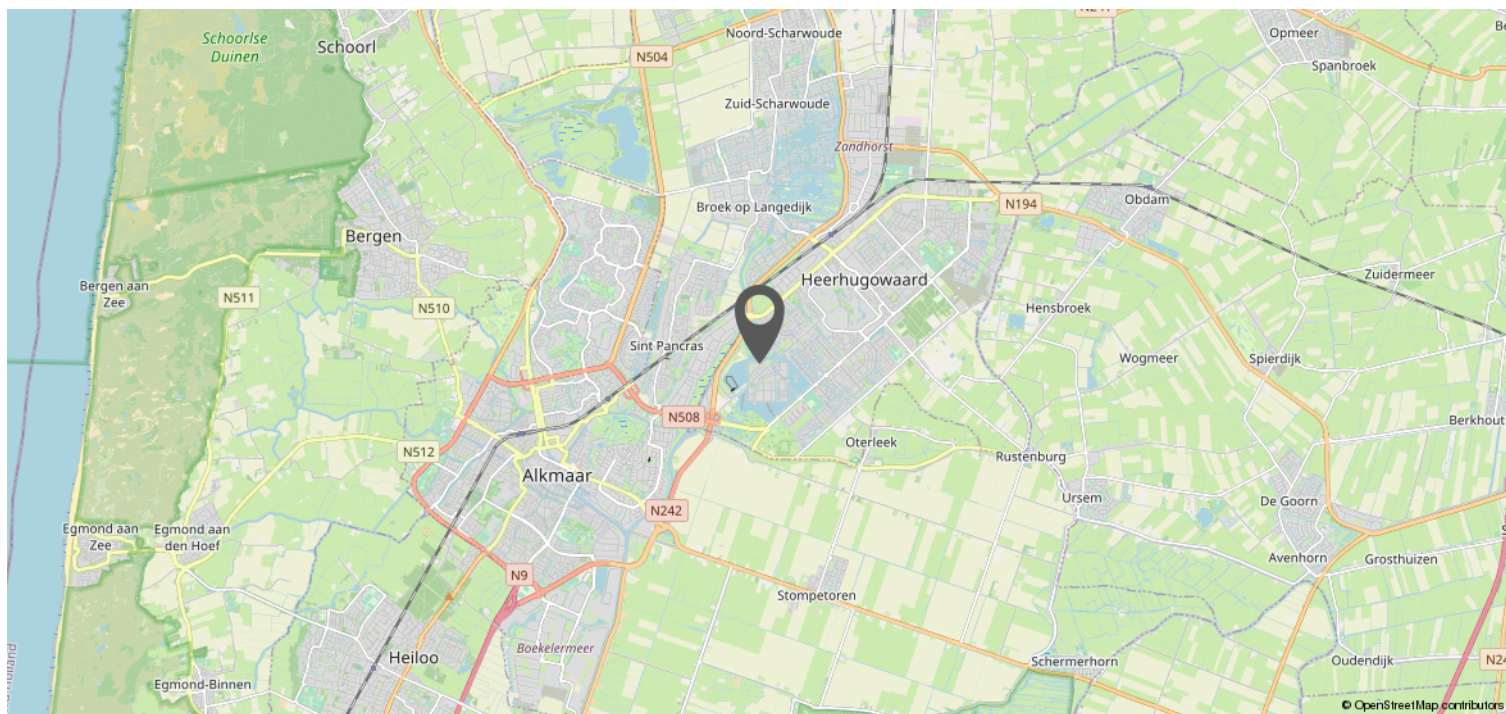 N241
Noord-Scharwoude
Opmeer
Schoorlse
Duinen
Schoorl
N504
Spanbroek
Zuid-Scharwoude
Zandhorst
Obdam
N194
Broek op Langedijk
Bergen
Heerhugowaard
Zuidermeer
Bergen aan
Zee
N511
N510
Hensbroek
Sint Pancras
Wogmeer
Spierdijk
N508
Berkhout
Oterleek
N512
Rustenburg
Alkmaar
Ursem
De Goorn
N242
Egmond aan
Zee
Egmond aan
den Hoef
Avenhorn
Grosthuizen
N9
Stompetoren
Boekelermeer
Heiloo
Schermerhorn
Oudendijk
Egmond-Binnen
© OpenStreetMap contributors